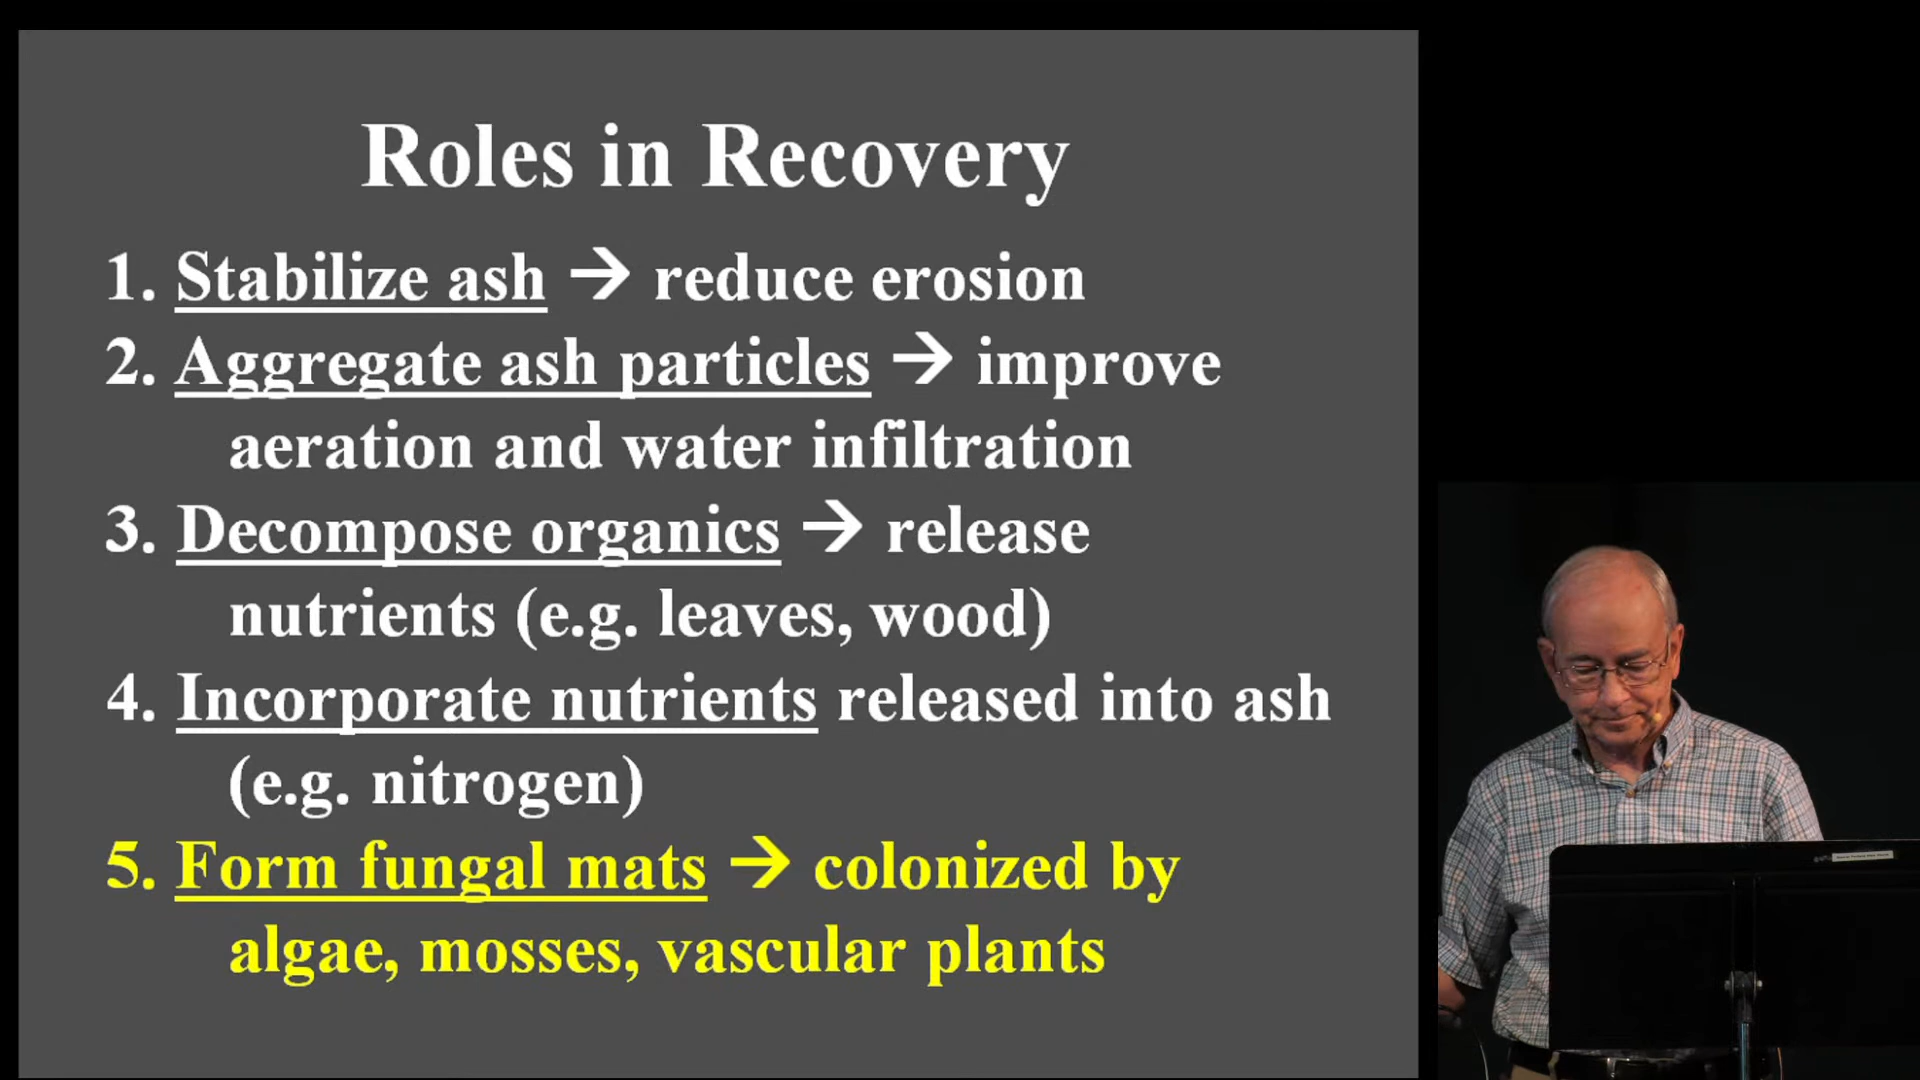 Roles in Recovery
1. Stabilize ash → reduce erosion
2. Aggregate ash particles → improve
aeration and water infiltration
3. Decompose organics → release
nutrients (e.g. leaves, wood)
4. Incorporate nutrients released into ash
(e.g. nitrogen)
5. Form fungal mats → colonized by
algae, mosses, vascular plants